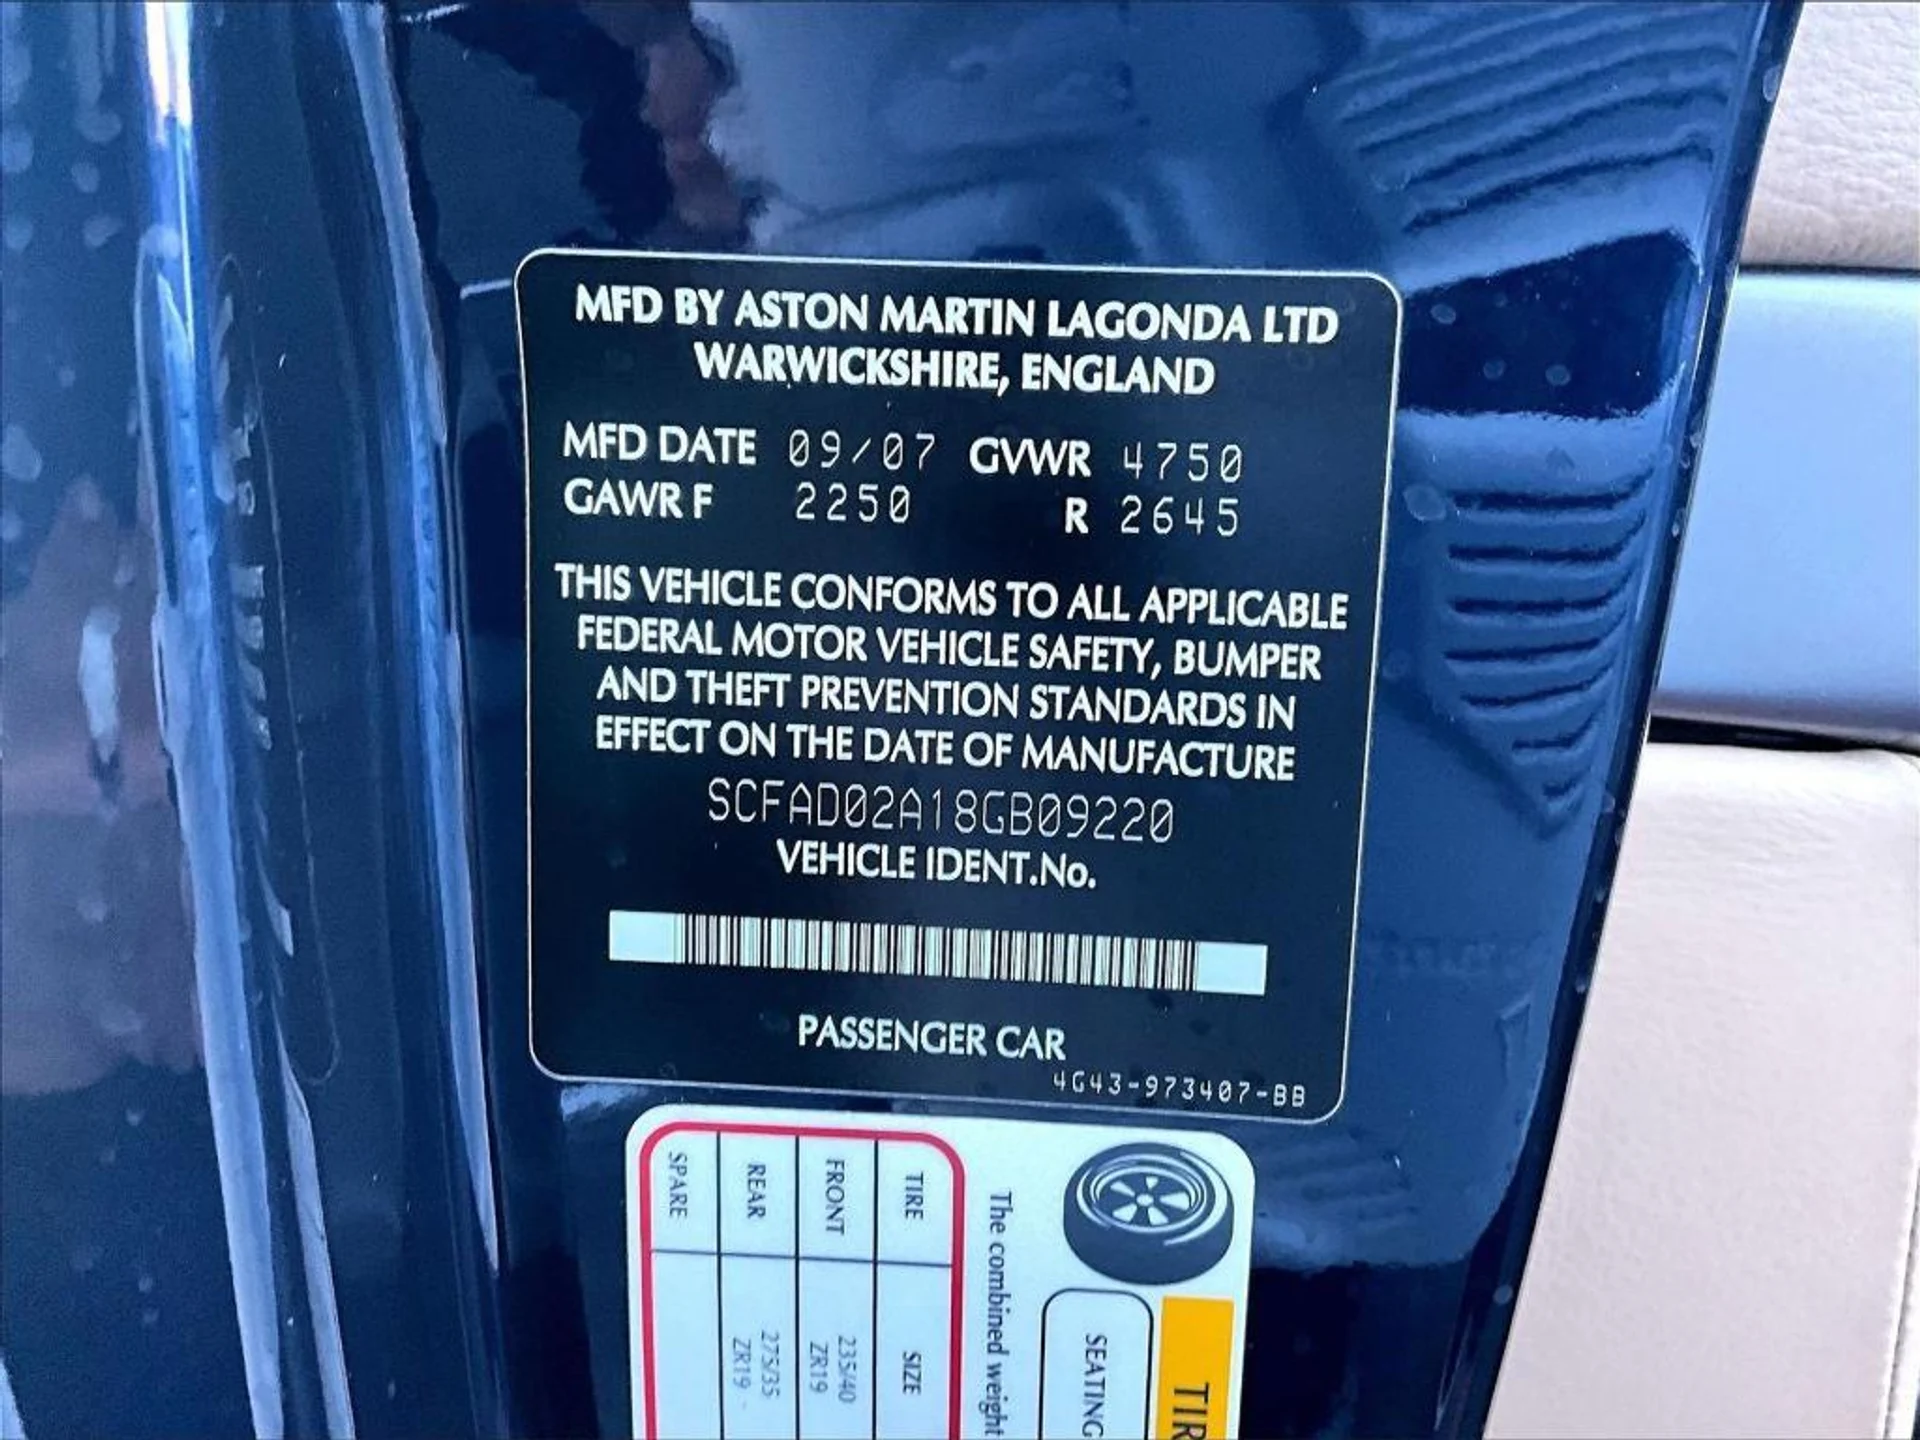 MFD BY ASTON MARTIN LAGONDA LTD
WARWICKSHIRE, ENGLAND
MFD DATE 09/07 GVWR 4750
GAWR F 2250 R 2645
THIS VEHICLE CONFORMS TO ALL APPLICABLE
FEDERAL MOTOR VEHICLE SAFETY, BUMPER
AND THEFT PREVENTION STANDARDS IN
EFFECT ON THE DATE OF MANUFACTURE
SCFAD02A18GB09220
VEHICLE IDENT.No.
PASSENGER CAR
4G43-973407-BB
TIR
SEATING
The combined weight
TIRE SIZE
FRONT 235/40
ZR19
REAR 275/35
ZR19
SPARE